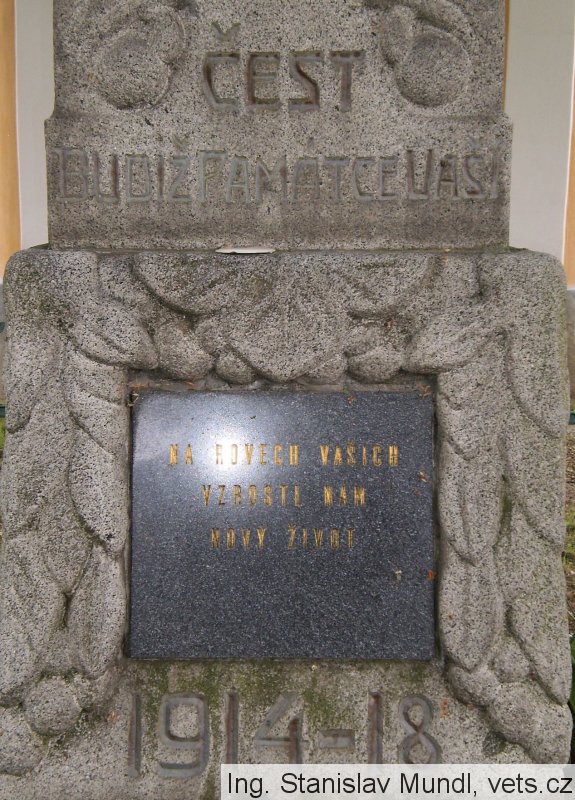 ČEST
BUDIŽ PAMÁTCE VAŠÍ
NA ROVECH VAŠICH
VZROSTL NÁM
NOVÝ ŽIVOT
1914-18
Ing. Stanislav Mundl, vets.cz